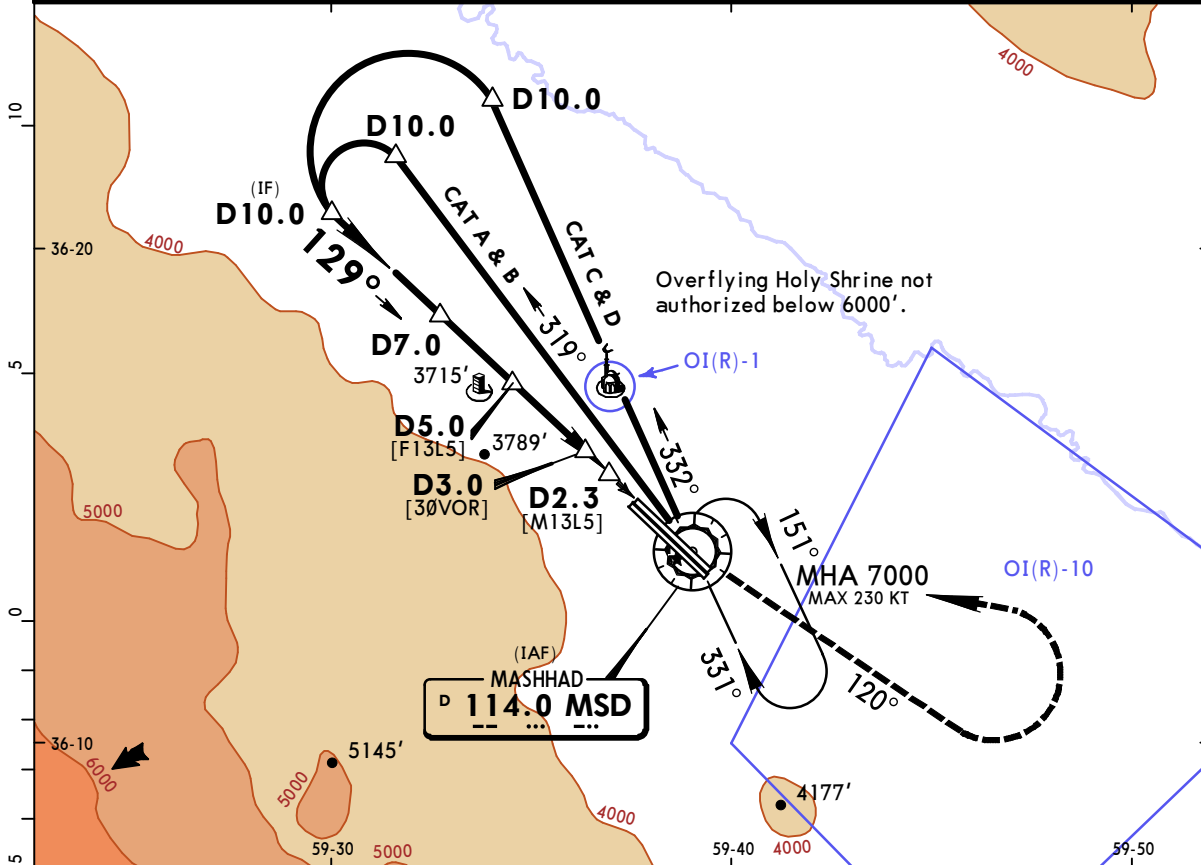 4000
10
D10.0
D10.0
(IF)
D10.0
CAT A & B
CAT C & D
36-20
4000
129°
Overflying Holy Shrine not
authorized below 6000'.
D7.0
319°
5
3715'
OI(R)-1
D5.0
[F13L5]
3789'
332°
D3.0
[3ØVOR]
D2.3
[M13L5]
5000
151°
MHA 7000
MAX 230 KT
OI(R)-10
0
(IAF)
MASHHAD
D 114.0 MSD
331°
120°
36-10
5145'
6000
5000
4177'
4000
5
59-30
5000
59-40
4000
59-50